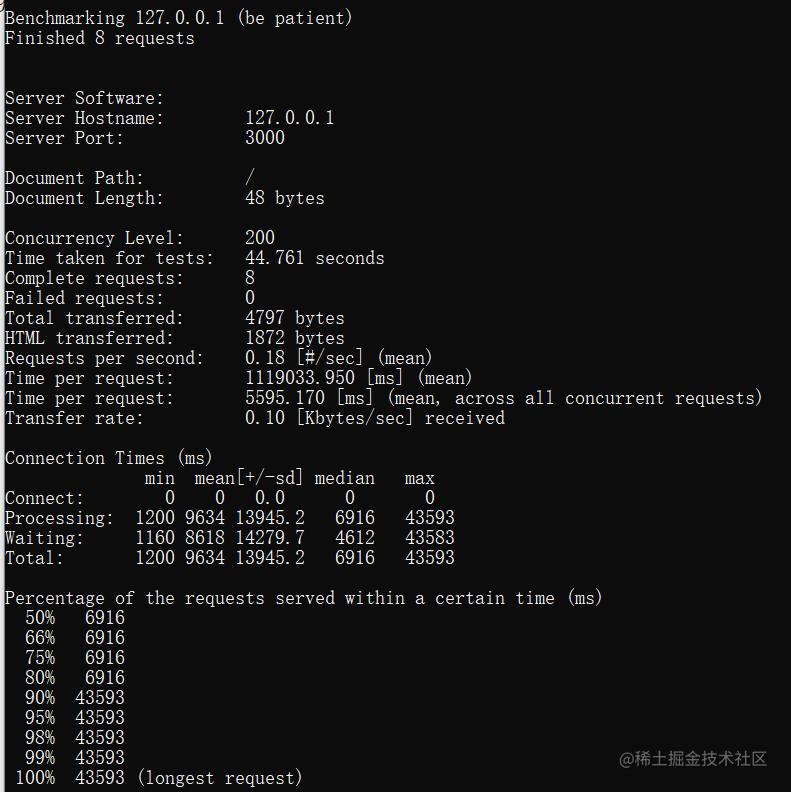 Benchmarking 127.0.0.1 (be patient)
Finished 8 requests
Server Software:
Server Hostname: 127.0.0.1
Server Port: 3000
Document Path: /
Document Length: 48 bytes
Concurrency Level: 200
Time taken for tests: 44.761 seconds
Complete requests: 8
Failed requests: 0
Total transferred: 4797 bytes
HTML transferred: 1872 bytes
Requests per second: 0.18 [#/sec] (mean)
Time per request: 1119033.950 [ms] (mean)
Time per request: 5595.170 [ms] (mean, across all concurrent requests)
Transfer rate: 0.10 [Kbytes/sec] received
Connection Times (ms)
min mean[+/-sd] median max
Connect: 0 0 0.0 0 0
Processing: 1200 9634 13945.2 6916 43593
Waiting: 1160 8618 14279.7 4612 43583
Total: 1200 9634 13945.2 6916 43593
Percentage of the requests served within a certain time (ms)
50% 6916
66% 6916
75% 6916
80% 6916
90% 43593
95% 43593
98% 43593
99% 43593
100% 43593 (longest request)
@稀土掘金技术社区